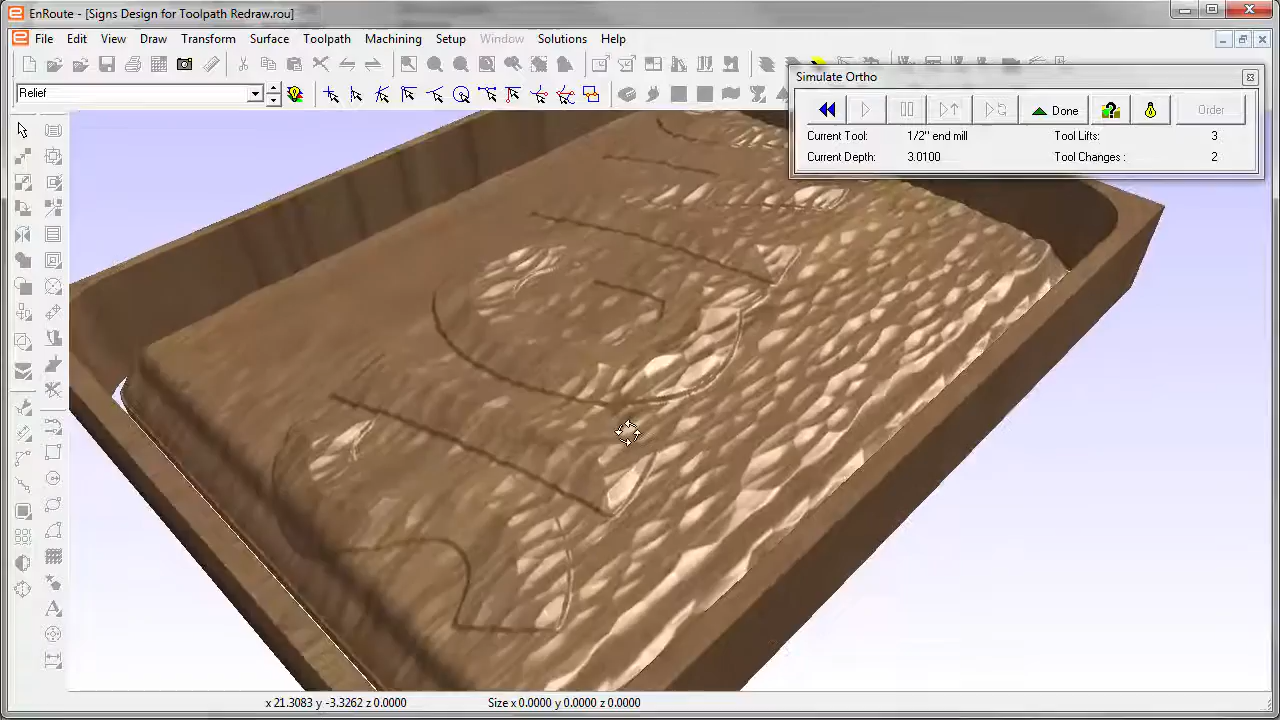 EnRoute - [Signs Design for Toolpath Redraw.rou]
File Edit View Draw Transform Surface Toolpath Machining Setup Window Solutions Help
Simulate Ortho
Relief
Done
Order
Current Tool: 1/2" end mill Tool Lifts: 3
Current Depth: 3.0100 Tool Changes : 2
x 21.3083 y -3.3262 z 0.0000 Size x 0.0000 y 0.0000 z 0.0000